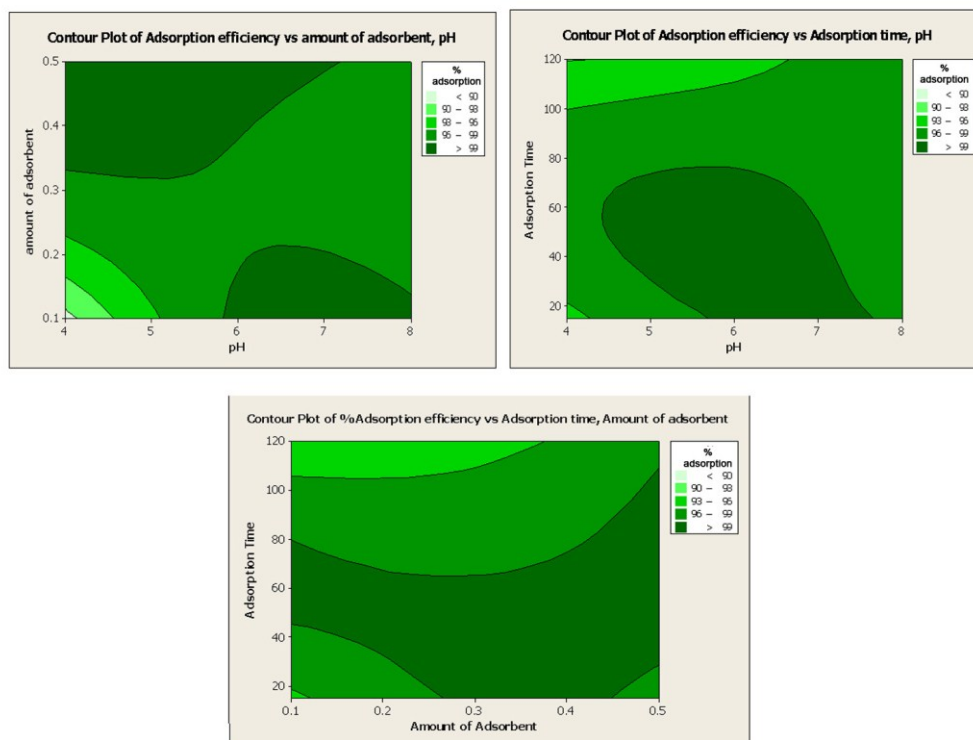 Contour Plot of Adsorption efficiency vs amount of adsorbent, pH
%
adsorption
< 90
90 – 93
93 – 96
96 – 99
> 99
amount of adsorbent
0.5
0.4
0.3
0.2
0.1
4 5 6 7 8
pH
Contour Plot of Adsorption efficiency vs Adsorption time, pH
%
adsorption
< 90
90 – 93
93 – 96
96 – 99
> 99
Adsorption Time
120
100
80
60
40
20
4 5 6 7 8
pH
Contour Plot of %Adsorption efficiency vs Adsorption time, Amount of adsorbent
%
adsorption
< 90
90 – 93
93 – 96
96 – 99
> 99
Adsorption Time
120
100
80
60
40
20
0.1 0.2 0.3 0.4 0.5
Amount of Adsorbent